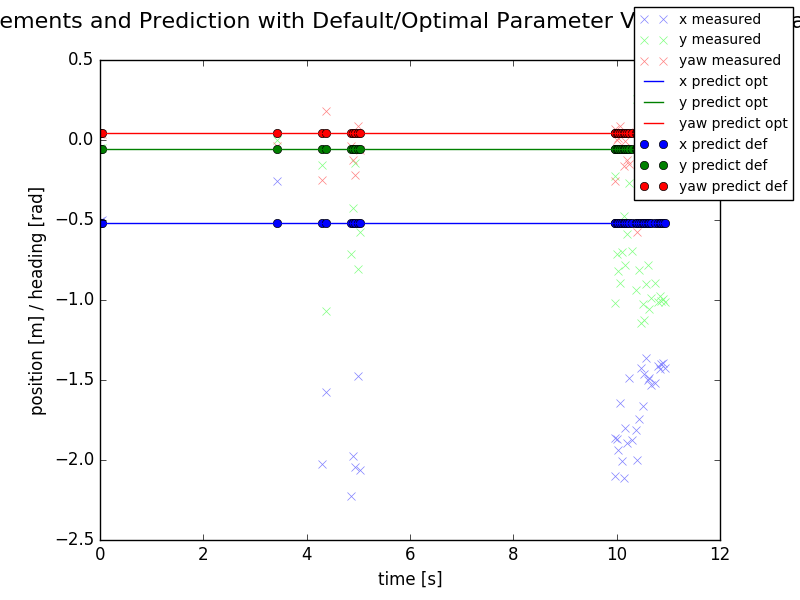 and Prediction with Default/Optimal Parameter
x measured
y measured
yaw measured
x predict opt
y predict opt
yaw predict opt
x predict def
y predict def
yaw predict def
0.5
0.0
−0.5
−1.0
−1.5
−2.0
−2.5
position [m] / heading [rad]
0
2
4
6
8
10
12
time [s]